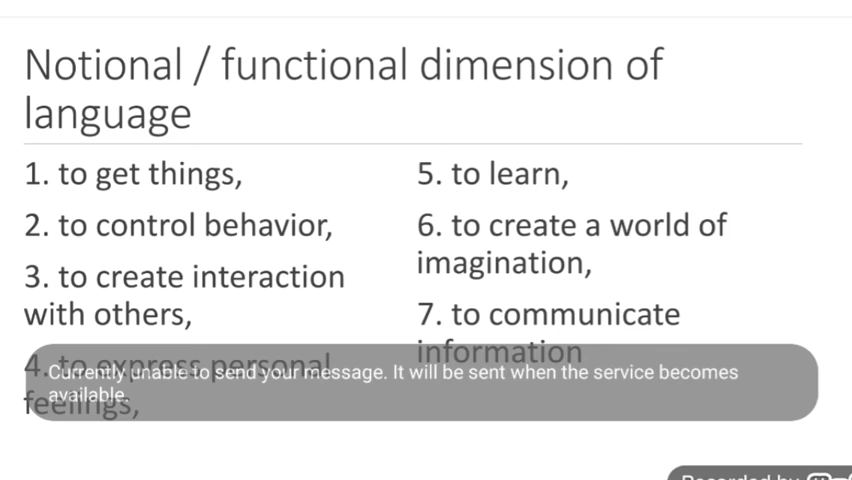 Notional / functional dimension of
language
1. to get things,
2. to control behavior,
3. to create interaction
with others,
4. to express personal
feelings,
5. to learn,
6. to create a world of
imagination,
7. to communicate
information
Currently unable to send your message. It will be sent when the service becomes
available.
Recorded by